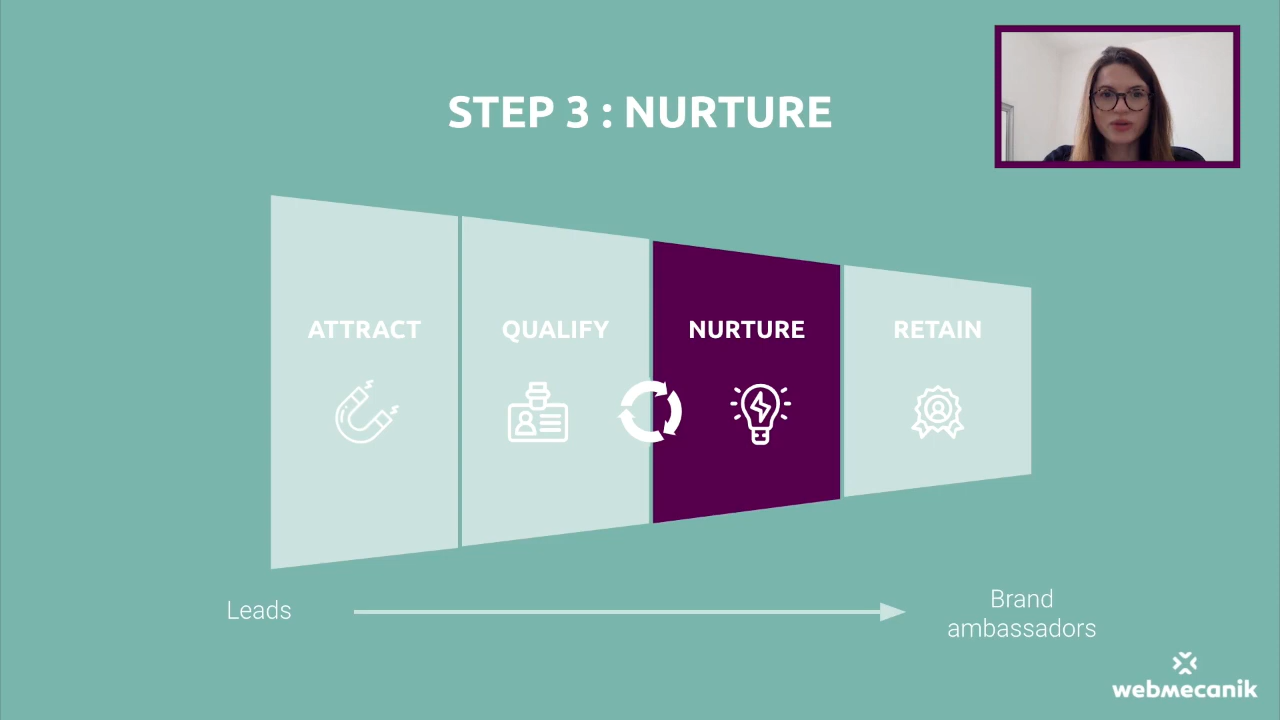 STEP 3 : NURTURE
ATTRACT
QUALIFY
NURTURE
RETAIN
Leads
Brand
ambassadors
webmecanik